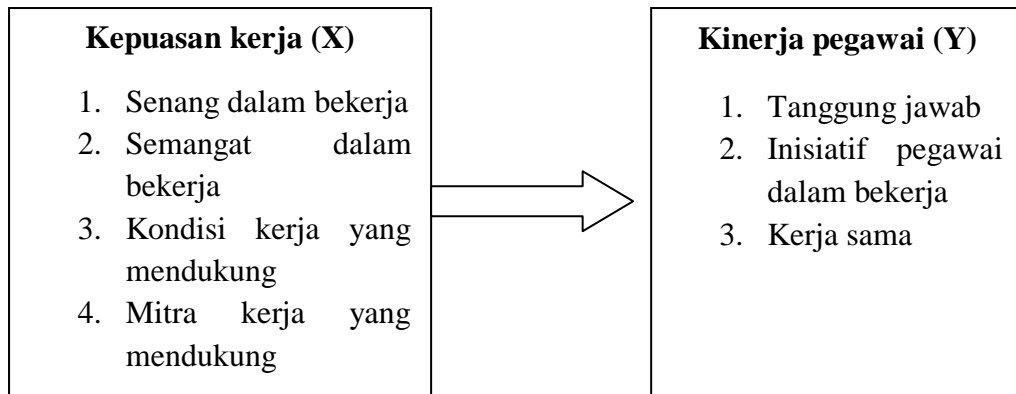 Kepuasan kerja (X)
1. Senang dalam bekerja
2. Semangat dalam
bekerja
3. Kondisi kerja yang
mendukung
4. Mitra kerja yang
mendukung
Kinerja pegawai (Y)
1. Tanggung jawab
2. Inisiatif pegawai
dalam bekerja
3. Kerja sama